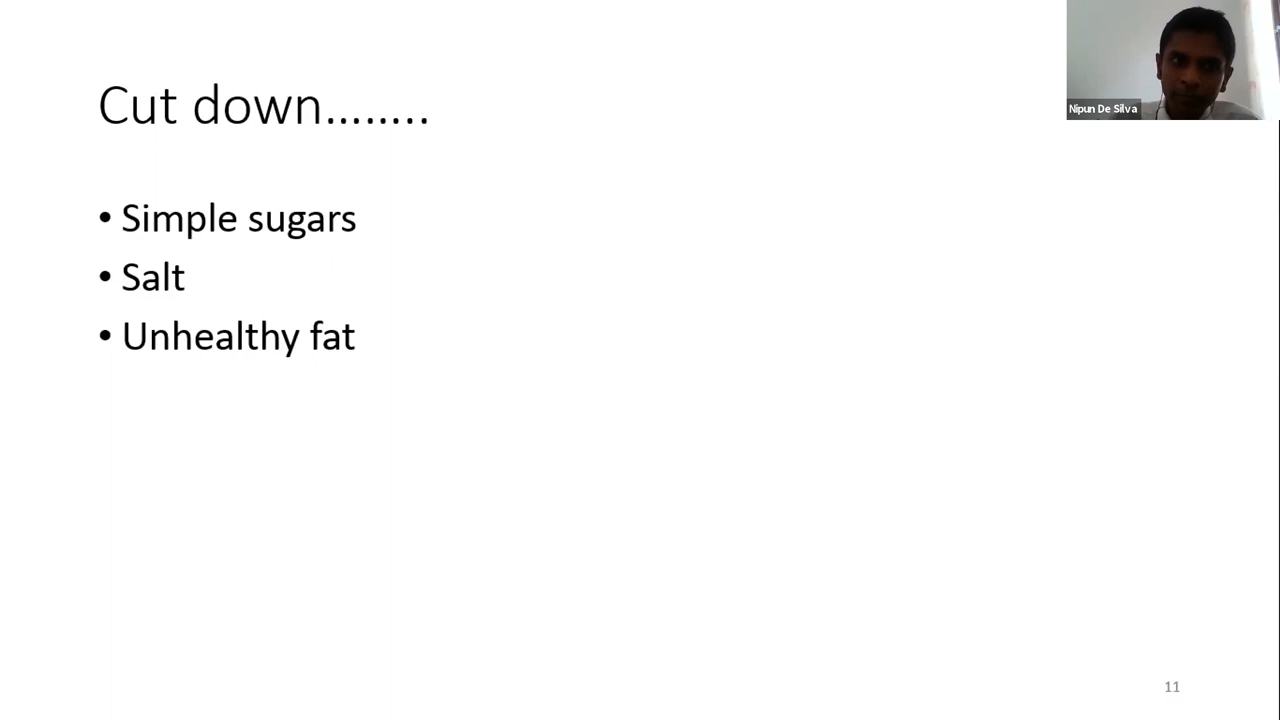 Cut down........
• Simple sugars
• Salt
• Unhealthy fat
Nipun De Silva
11